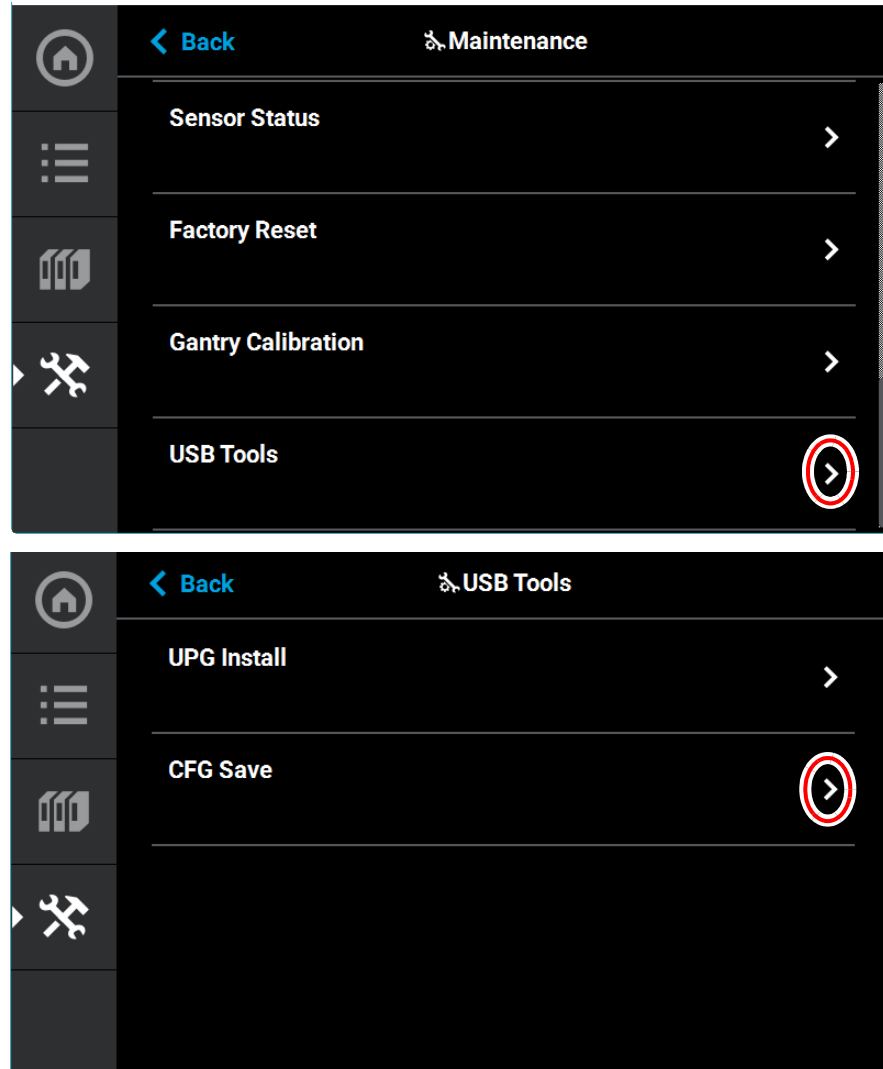 Back
Maintenance
Sensor Status
Factory Reset
Gantry Calibration
USB Tools
Back
USB Tools
UPG Install
CFG Save